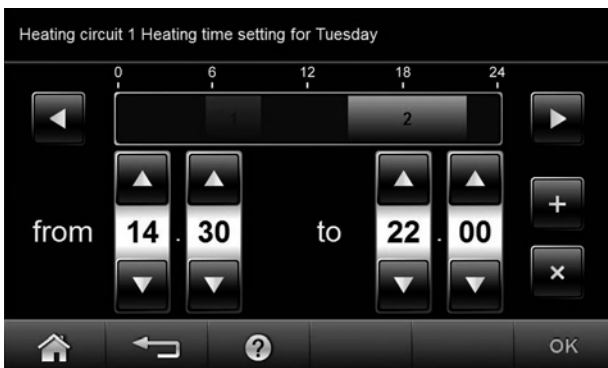 Heating circuit 1 Heating time setting for Tuesday
0 6 12 18 24
1 2
from 14 . 30 to 22 . 00
OK